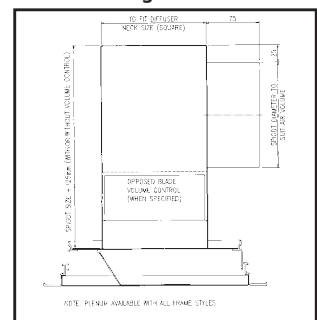 TO FIT DIFFUSER
NECK SIZE (SQUARE)
75
25
SPIGOT DIAMETER TO
SUIT AIR VOLUME
SPIGOT SIZE + 125mm (WITH OR WITHOUT VOLUME CONTROL)
OPPOSED BLADE
VOLUME CONTROL
(WHEN SPECIFIED)
NOTE: PLENUM AVAILABLE WITH ALL FRAME STYLES